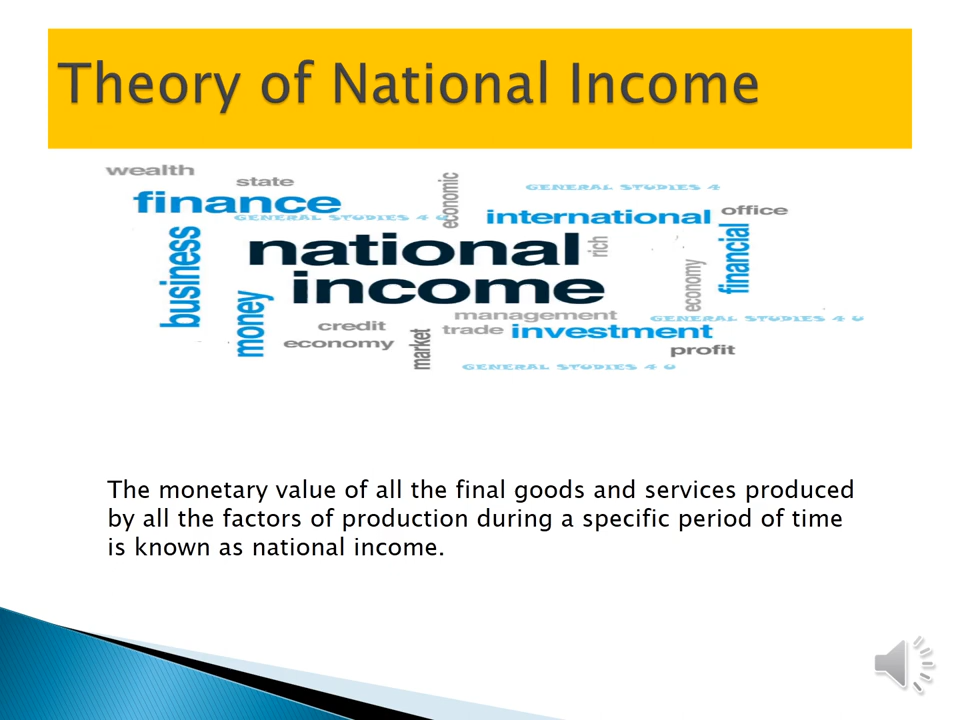 Theory of National Income
wealth
state
finance
economic
GENERAL STUDIES 4
GENERAL STUDIES 4 U
international
office
business
national
rich
financial
income
economy
money
management
GENERAL STUDIES 4 U
credit
trade
investment
economy
market
profit
GENERAL STUDIES 4 U
The monetary value of all the final goods and services produced
by all the factors of production during a specific period of time
is known as national income.